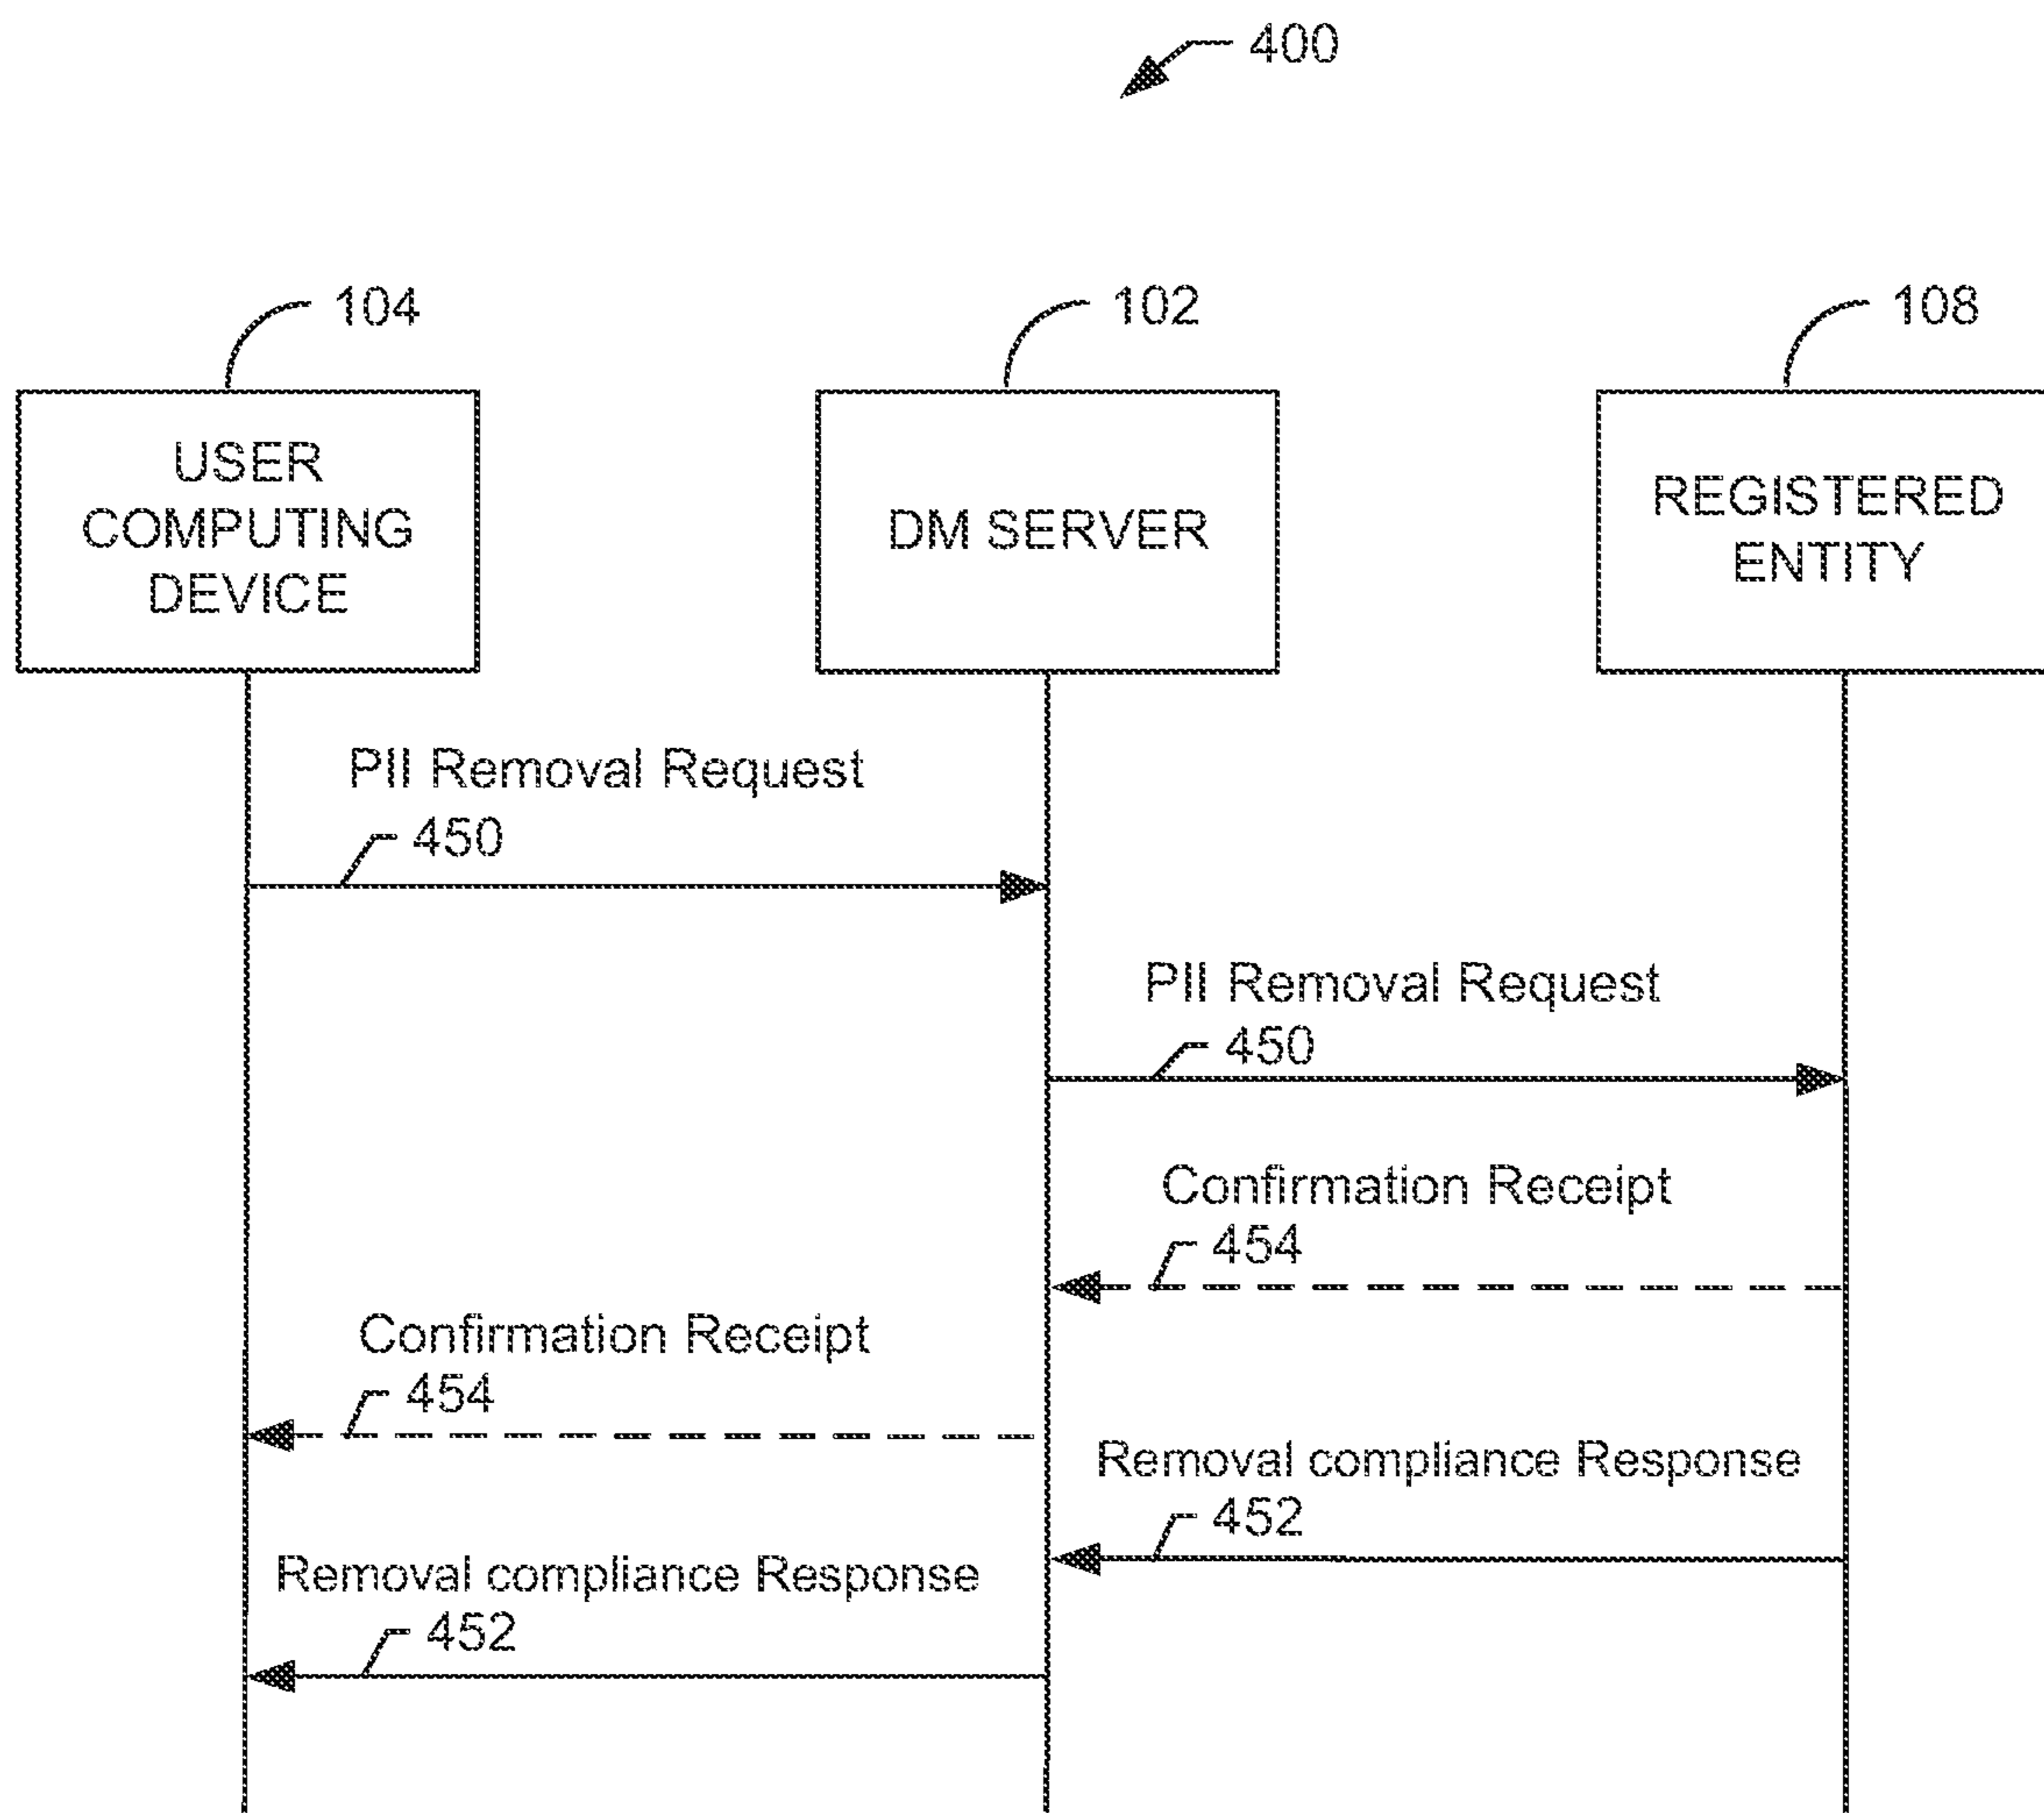 400
104
102
108
USER
COMPUTING
DEVICE
DM SERVER
REGISTERED
ENTITY
PII Removal Request
450
PII Removal Request
450
Confirmation Receipt
454
Confirmation Receipt
454
Removal compliance Response
452
Removal compliance Response
452